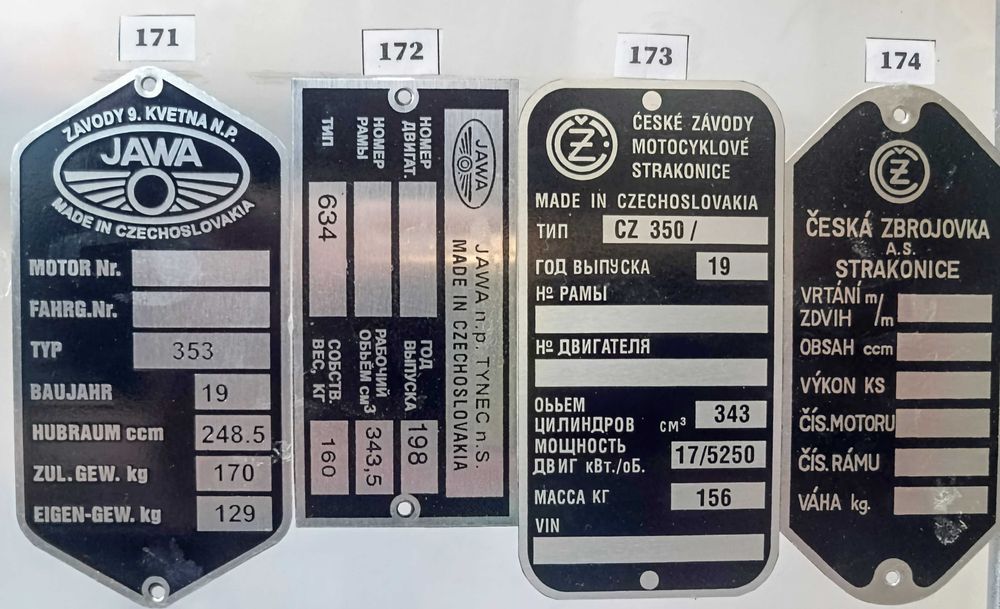 171
ZAVODY 9. KVETNA N.P.
JAWA
MADE IN CZECHOSLOVAKIA
MOTOR Nr.
FAHRG.Nr.
TYP 353
BAUJAHR 19
HUBRAUM ccm 248.5
ZUL. GEW. kg 170
EIGEN-GEW. kg 129
172
JAWA
JAWA n.p. TYNEC n.S.
MADE IN CZECHOSLOVAKIA
НОМЕР ДВИГАТ.
ГОД ВЫПУСКА 198
НОМЕР РАМЫ
РАБОЧИЙ ОБЬЁМ см3 343,5
ТИП 634
СОБСТВ. ВЕС, КГ 160
173
ČZ
ČESKÉ ZÁVODY
MOTOCYKLOVÉ
STRAKONICE
MADE IN CZECHOSLOVAKIA
ТИП CZ 350 /
ГОД ВЫПУСКА 19
№ РАМЫ
№ ДВИГАТЕЛЯ
ОЬЬЕМ
ЦИЛИНДРОВ см³ 343
МОЩНОСТЬ
ДВИГ кВт./об. 17/5250
МАССА КГ 156
VIN
174
ČZ
ČESKÁ ZBROJOVKA
A.S.
STRAKONICE
VRTÁNÍ m/
ZDVIH /m
OBSAH ccm
VÝKON KS
ČÍS.MOTORU
ČÍS. RÁMU
VÁHA kg.